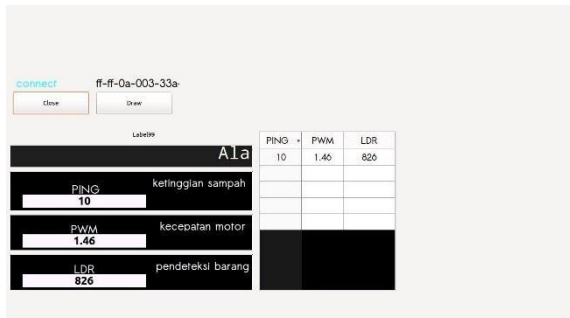 connect ff-ff-0a-003-33a-
Close Draw
Label99
Ala
PING ketinggian sampah
10
PWM kecepatan motor
1.46
LDR pendeteksi barang
826
PING PWM LDR
10 1.46 826